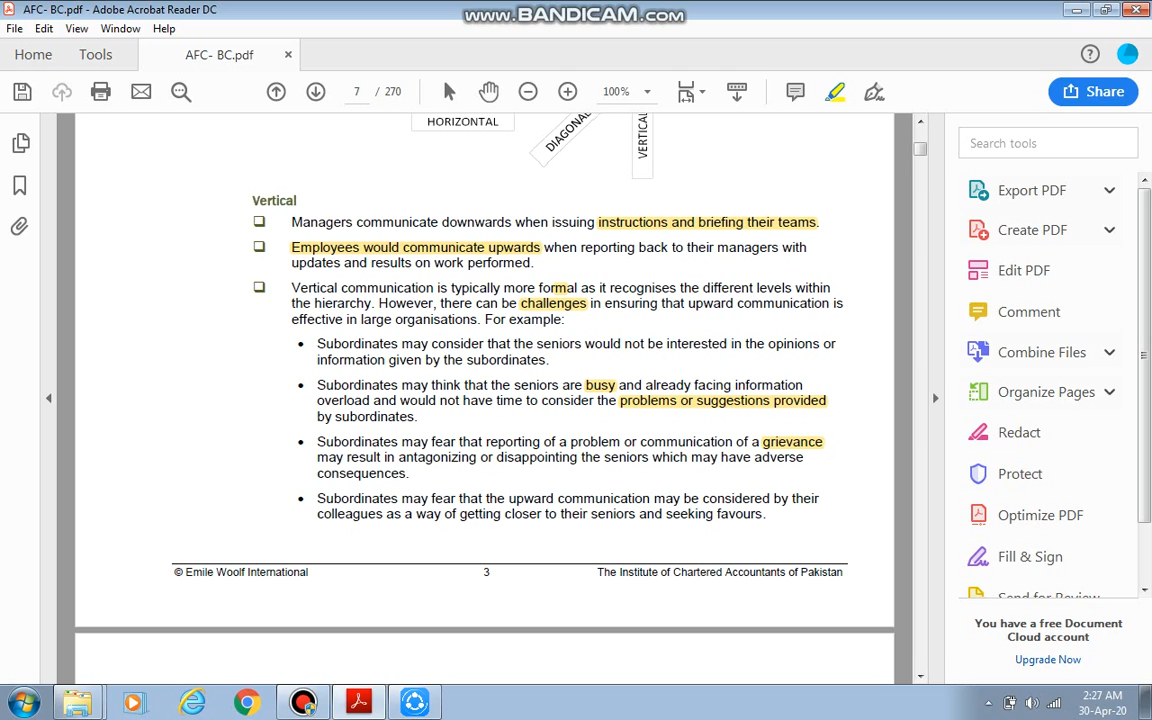 AFC- BC.pdf - Adobe Acrobat Reader DC
www.BANDICAM.com
File Edit View Window Help
Home Tools AFC- BC.pdf ×
7 / 270 100% Share
HORIZONTAL
DIAGONAL
VERTICAL
Search tools
Vertical
Managers communicate downwards when issuing instructions and briefing their teams.
Employees would communicate upwards when reporting back to their managers with
updates and results on work performed.
Vertical communication is typically more formal as it recognises the different levels within
the hierarchy. However, there can be challenges in ensuring that upward communication is
effective in large organisations. For example:
• Subordinates may consider that the seniors would not be interested in the opinions or
information given by the subordinates.
• Subordinates may think that the seniors are busy and already facing information
overload and would not have time to consider the problems or suggestions provided
by subordinates.
• Subordinates may fear that reporting of a problem or communication of a grievance
may result in antagonizing or disappointing the seniors which may have adverse
consequences.
• Subordinates may fear that the upward communication may be considered by their
colleagues as a way of getting closer to their seniors and seeking favours.
© Emile Woolf International 3 The Institute of Chartered Accountants of Pakistan
Export PDF
Create PDF
Edit PDF
Comment
Combine Files
Organize Pages
Redact
Protect
Optimize PDF
Fill & Sign
Send for Review
You have a free Document
Cloud account
Upgrade Now
2:27 AM
30-Apr-20